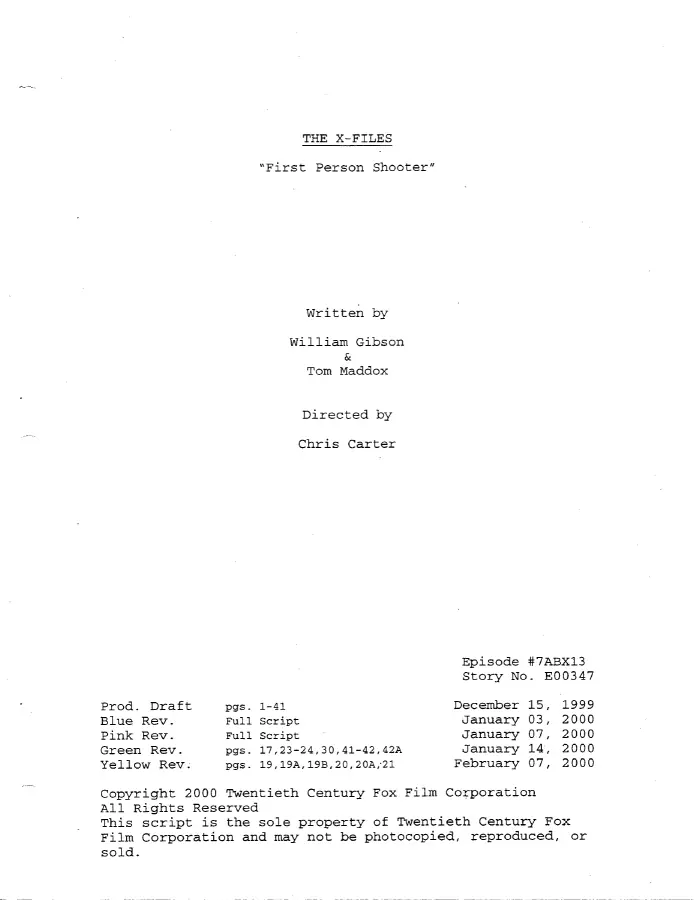 THE X-FILES
"First Person Shooter"
Written by
William Gibson
&
Tom Maddox
Directed by
Chris Carter
Episode #7ABX13
Story No. E00347
Prod. Draft pgs. 1-41 December 15, 1999
Blue Rev. Full Script January 03, 2000
Pink Rev. Full Script January 07, 2000
Green Rev. pgs. 17,23-24,30,41-42,42A January 14, 2000
Yellow Rev. pgs. 19,19A,19B,20,20A,21 February 07, 2000
Copyright 2000 Twentieth Century Fox Film Corporation
All Rights Reserved
This script is the sole property of Twentieth Century Fox
Film Corporation and may not be photocopied, reproduced, or
sold.